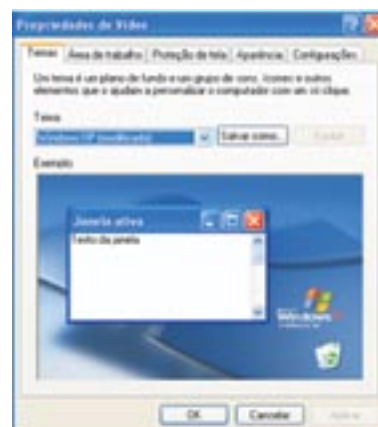 Propriedades de Vídeo
Temas Área de trabalho Proteção de tela Aparência Configurações
Um tema é um plano de fundo e um grupo de sons, ícones e outros
elementos que o ajudam a personalizar o computador com um só clique.
Tema:
Windows XP (modificado) Salvar como...
Exemplo:
Janela ativa
Texto da janela
Windows
OK Cancelar Aplicar